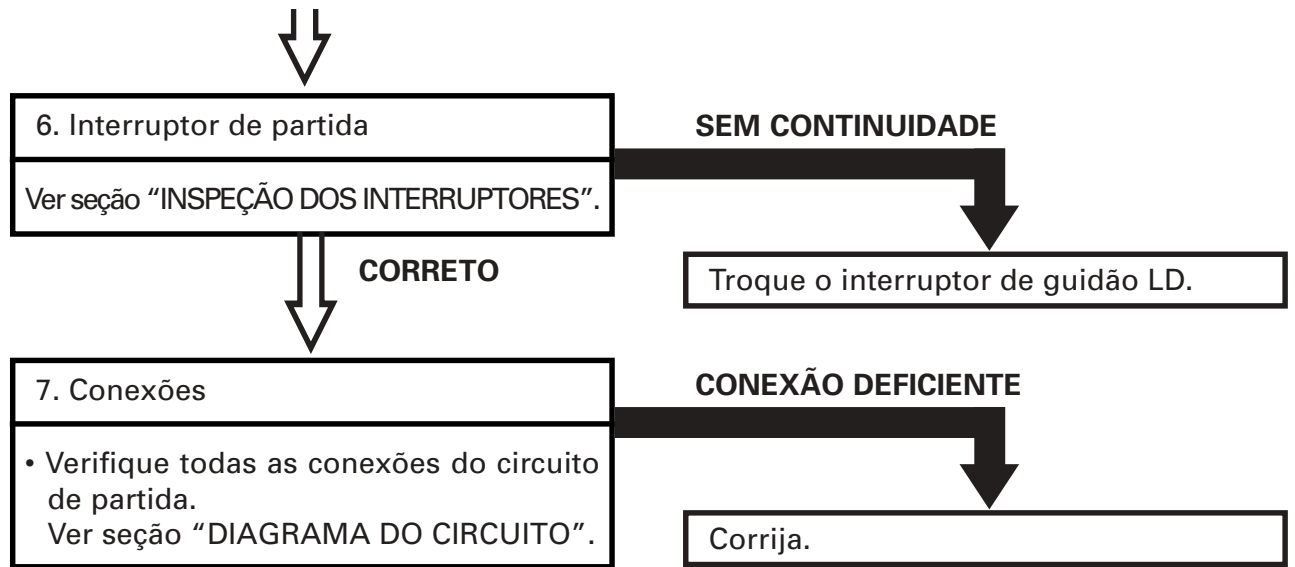 6. Interruptor de partida
SEM CONTINUIDADE
Ver seção “INSPEÇÃO DOS INTERRUPTORES”.
CORRETO
Troque o interruptor de guidão LD.
7. Conexões
CONEXÃO DEFICIENTE
• Verifique todas as conexões do circuito
de partida.
Ver seção “DIAGRAMA DO CIRCUITO”.
Corrija.